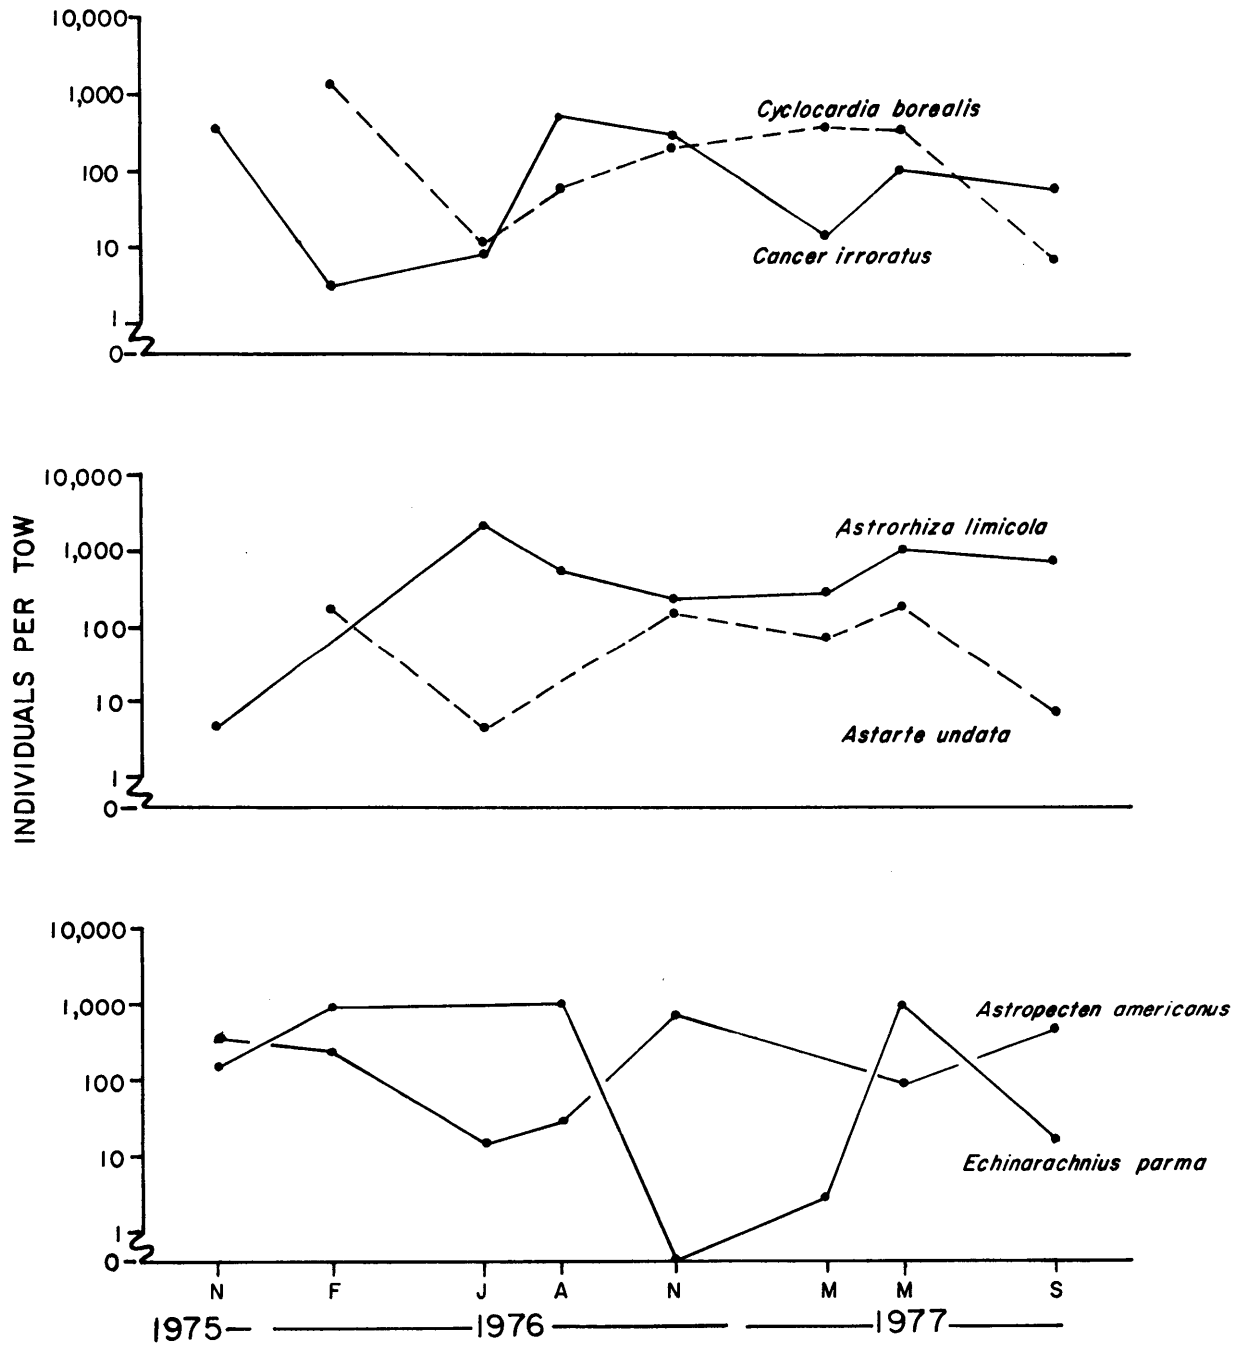 10,000
1,000
100
10
1
0
Cyclocardia borealis
Cancer irroratus
INDIVIDUALS PER TOW
10,000
1,000
100
10
1
0
Astrorhiza limicola
Astarte undata
10,000
1,000
100
10
1
0
Astropecten americanus
Echinarachnius parma
N F J A N M M S
1975 1976 1977